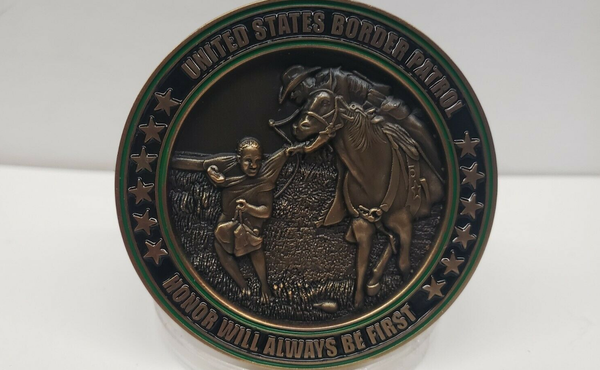 UNITED STATES BORDER PATROL
HONOR WILL ALWAYS BE FIRST